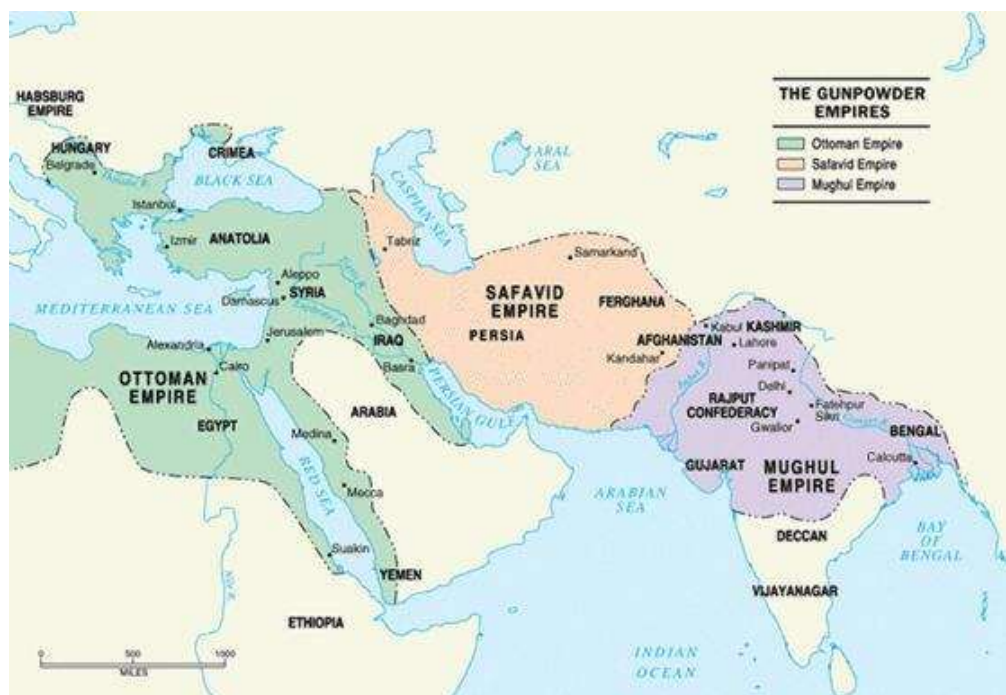 THE GUNPOWDER
EMPIRES
Ottoman Empire
Safavid Empire
Mughul Empire
HABSBURG
EMPIRE
HUNGARY
Belgrade
Danube R.
CRIMEA
BLACK SEA
Istanbul
CASPIAN SEA
ARAL
SEA
Izmir
ANATOLIA
Tabriz
Samarkand
Aleppo
SYRIA
Damascus
MEDITERRANEAN SEA
SAFAVID
EMPIRE
PERSIA
FERGHANA
Baghdad
IRAQ
Basra
Jerusalem
Alexandria
Cairo
OTTOMAN
EMPIRE
EGYPT
ARABIA
PERSIAN GULF
AFGHANISTAN
Kandahar
Kabul
KASHMIR
Lahore
Panipat
Delhi
RAJPUT
CONFEDERACY
Fatehpur
Sikri
Gwalior
BENGAL
Calcutta
GUJARAT
MUGHUL
EMPIRE
Medina
RED SEA
Mecca
ARABIAN
SEA
BAY
OF
BENGAL
DECCAN
Suakin
YEMEN
VIJAYANAGAR
ETHIOPIA
INDIAN
OCEAN
0 500 1000
MILES